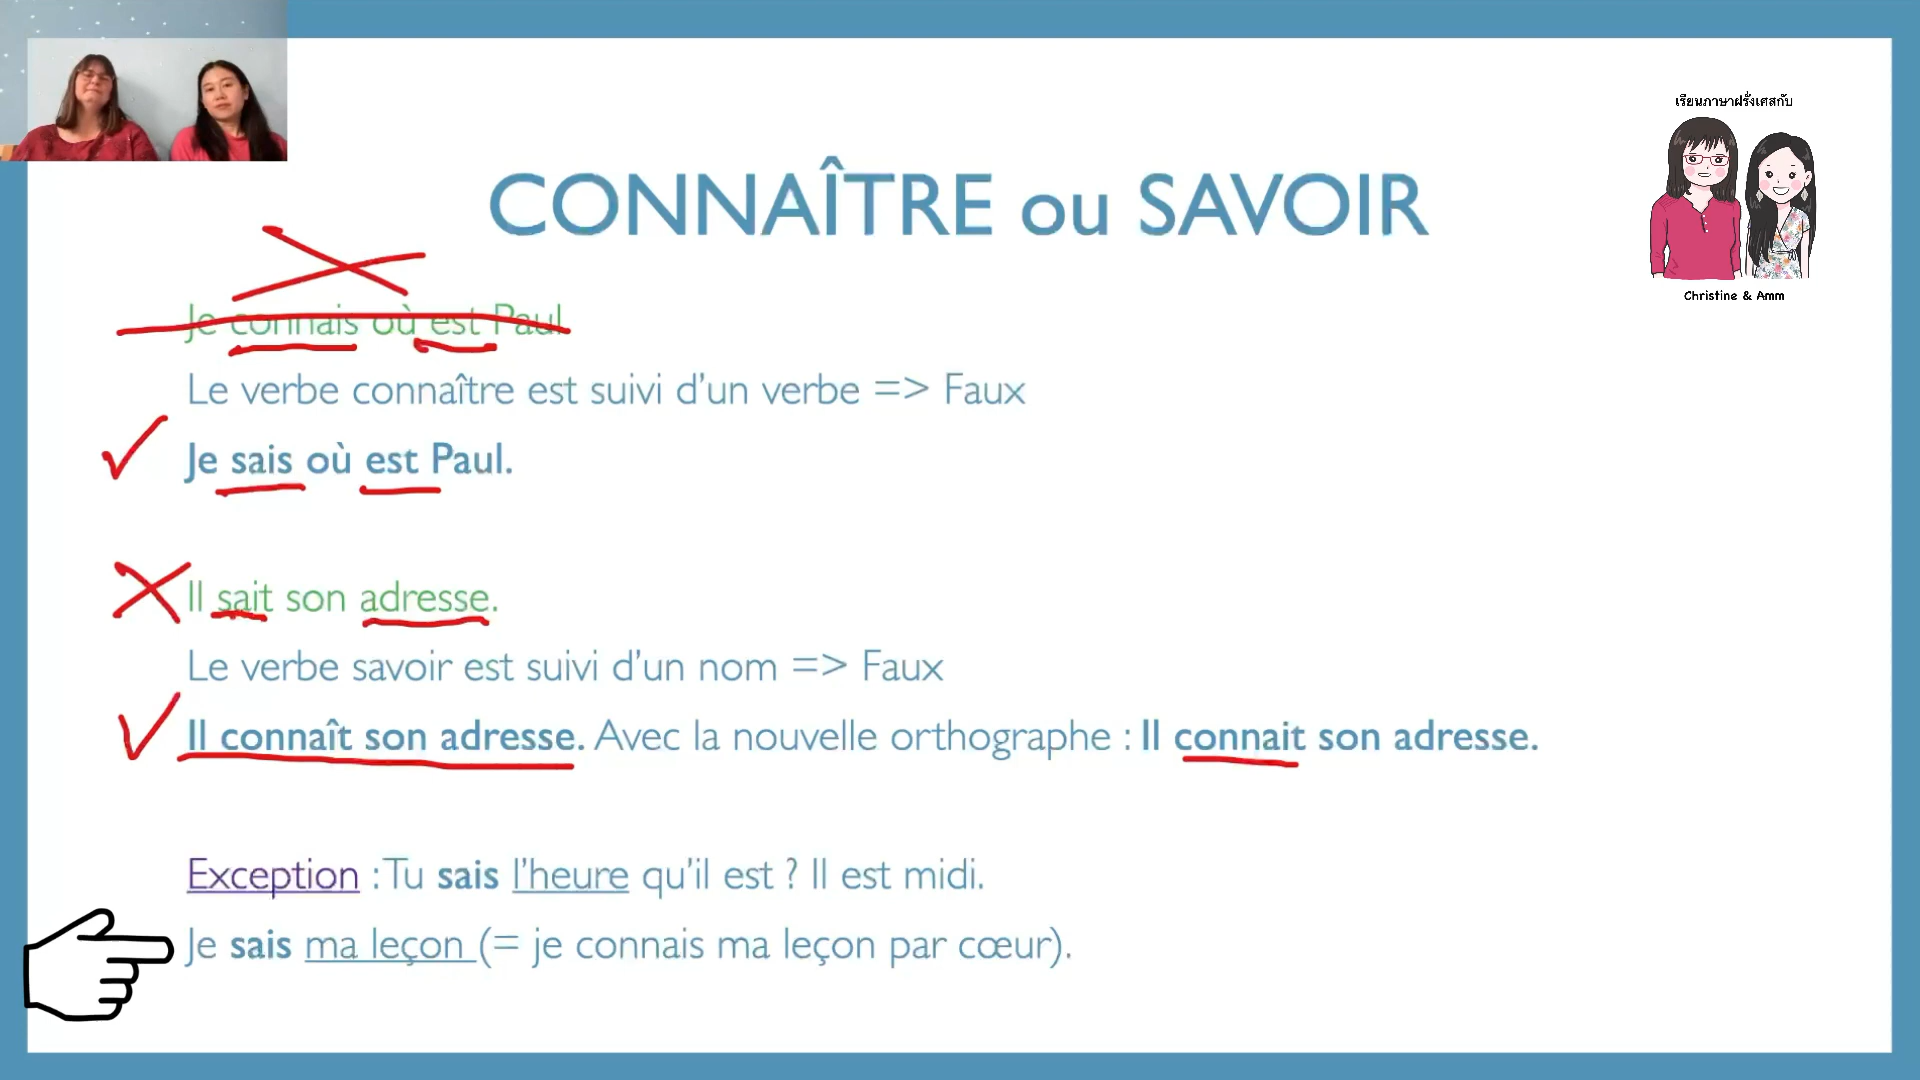 เรียนภาษาฝรั่งเศสกับ
Christine & Amm
CONNAÎTRE ou SAVOIR
Je connais où est Paul
Le verbe connaître est suivi d'un verbe => Faux
Je sais où est Paul.
Il sait son adresse.
Le verbe savoir est suivi d'un nom => Faux
Il connaît son adresse. Avec la nouvelle orthographe : Il connait son adresse.
Exception : Tu sais l'heure qu'il est ? Il est midi.
Je sais ma leçon (= je connais ma leçon par cœur).